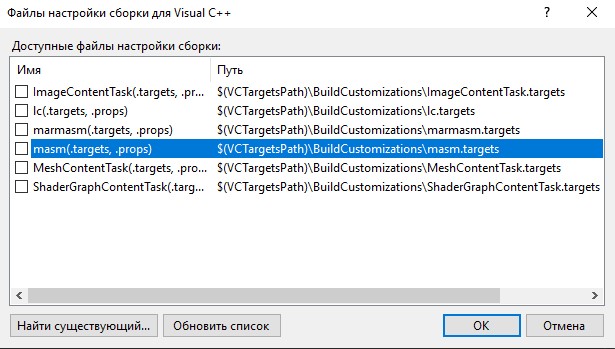 Файлы настройки сборки для Visual C++
Доступные файлы настройки сборки:
Имя Путь
ImageContentTask(.targets, .pr... $(VCTargetsPath)\BuildCustomizations\ImageContentTask.targets
lc(.targets, .props) $(VCTargetsPath)\BuildCustomizations\lc.targets
marmasm(.targets, .props) $(VCTargetsPath)\BuildCustomizations\marmasm.targets
masm(.targets, .props) $(VCTargetsPath)\BuildCustomizations\masm.targets
MeshContentTask(.targets, .pro... $(VCTargetsPath)\BuildCustomizations\MeshContentTask.targets
ShaderGraphContentTask(.targ... $(VCTargetsPath)\BuildCustomizations\ShaderGraphContentTask.targets
Найти существующий... Обновить список ОК Отмена